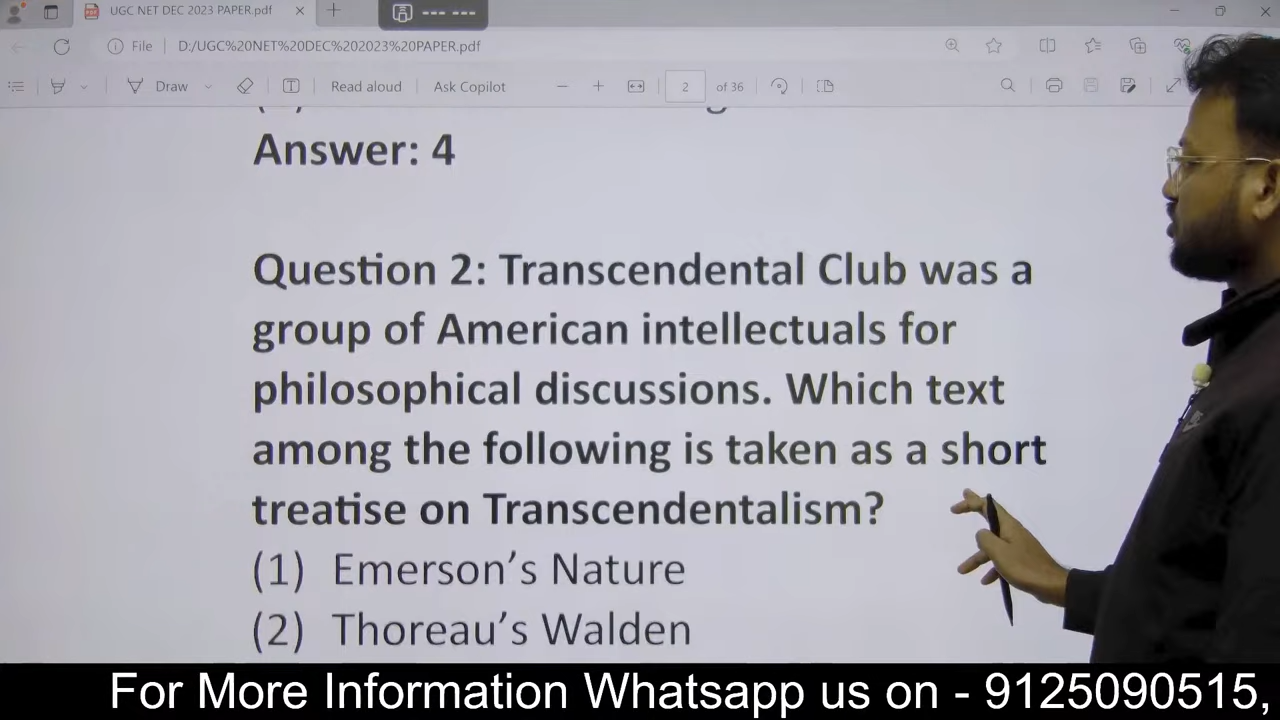 UGC NET DEC 2023 PAPER.pdf
File D:/UGC%20NET%20DEC%202023%20PAPER.pdf
Draw Read aloud Ask Copilot 2 of 36
Answer: 4
Question 2: Transcendental Club was a
group of American intellectuals for
philosophical discussions. Which text
among the following is taken as a short
treatise on Transcendentalism?
(1) Emerson’s Nature
(2) Thoreau’s Walden
For More Information Whatsapp us on - 9125090515,